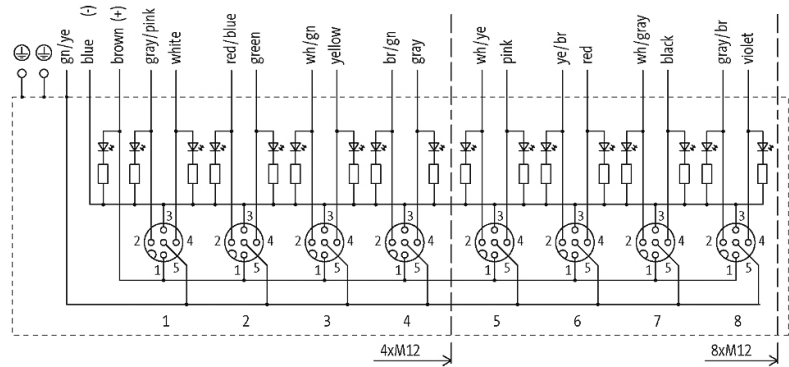 gn/ye
blue (-)
brown (+)
gray/pink
white
red/blue
green
wh/gn
yellow
br/gn
gray
wh/ye
pink
ye/br
red
wh/gray
black
gray/br
violet
3 3 3 3 3 3 3 3
2 4 2 4 2 4 2 4 2 4 2 4 2 4 2 4
1 5 1 5 1 5 1 5 1 5 1 5 1 5 1 5
1 2 3 4 5 6 7 8
4xM12 8xM12